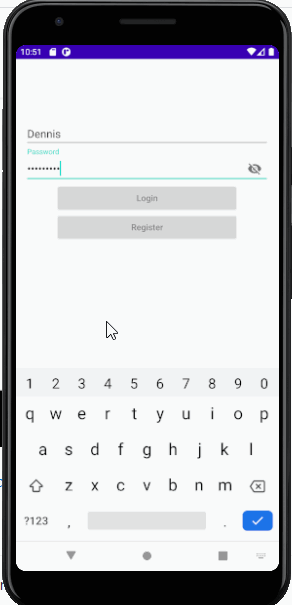 10:51
Dennis
Password
•••••••••
Login
Register
1 2 3 4 5 6 7 8 9 0
q w e r t y u i o p
a s d f g h j k l
z x c v b n m
?123 , .